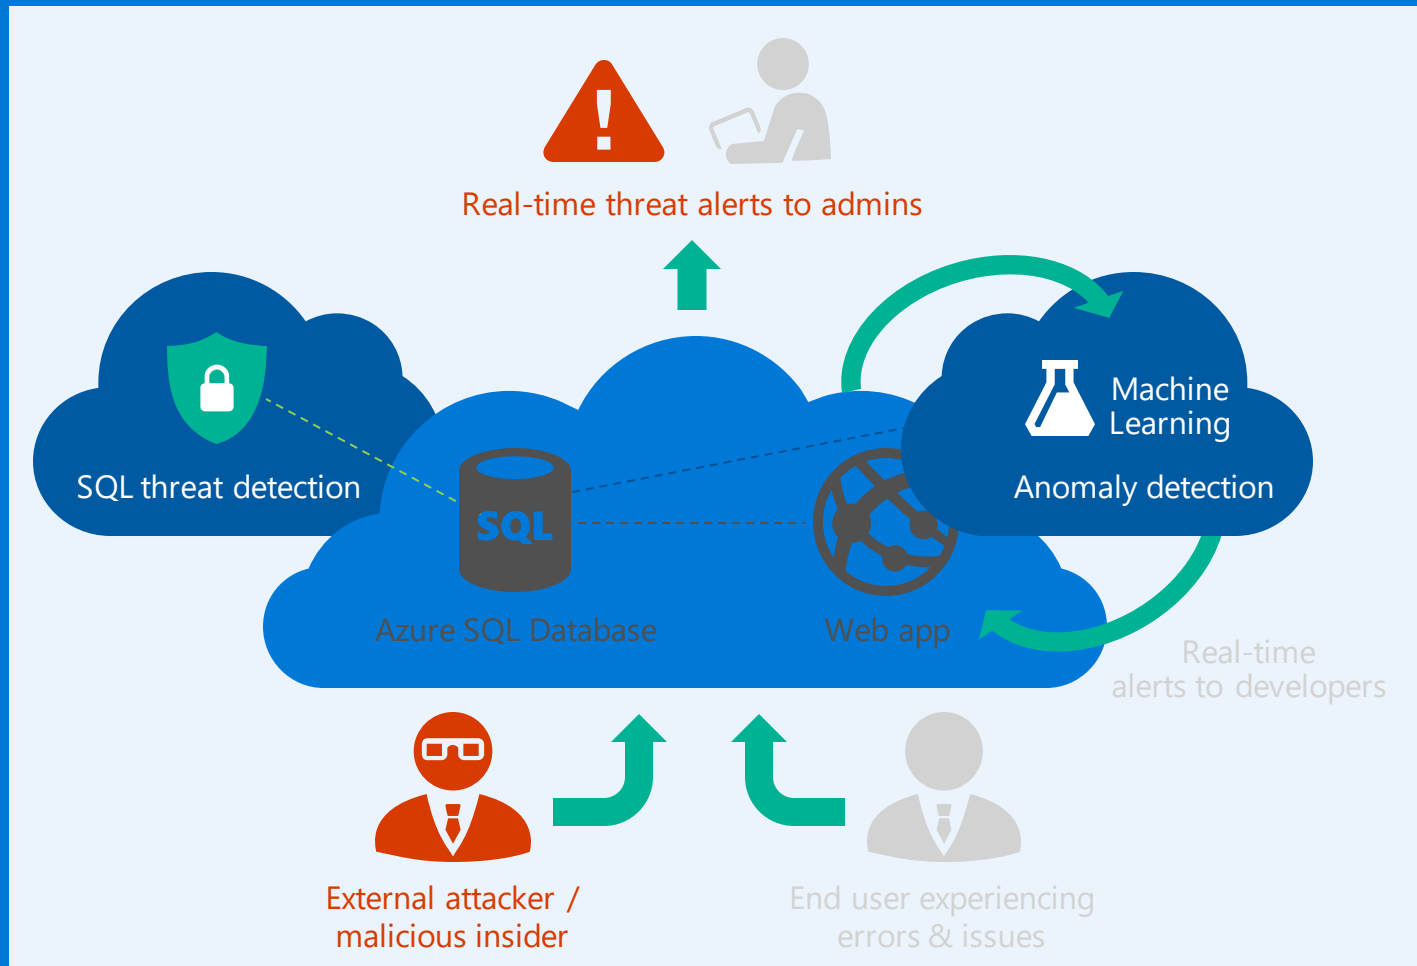 Real-time threat alerts to admins
Machine
Learning
SQL threat detection
Anomaly detection
SQL
Azure SQL Database
Web app
Real-time
alerts to developers
External attacker /
malicious insider
End user experiencing
errors & issues